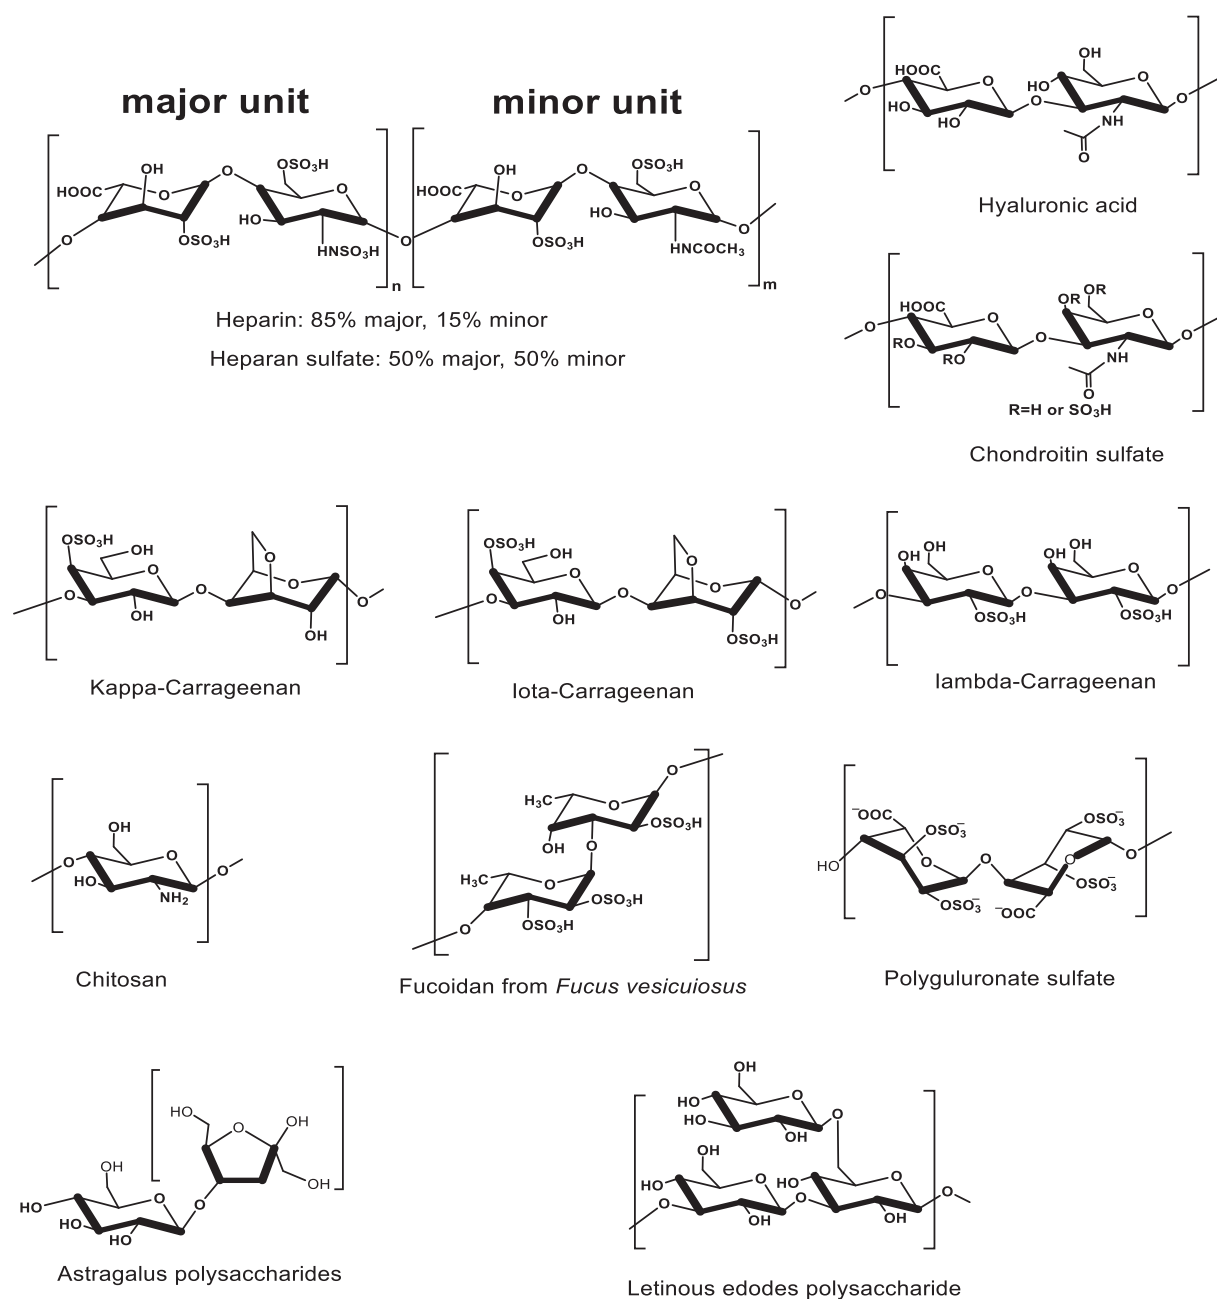 major unit
minor unit
HOOC
O
OH
O
HO
O
HO
O
NH
O
O
Hyaluronic acid
HOOC
OH
O
O
OSO₃H
O
HO
HNSO₃H
O
OSO₃H
n
HOOC
OH
O
O
OSO₃H
O
HO
HNCOCH₃
O
OSO₃H
m
Heparin: 85% major, 15% minor
Heparan sulfate: 50% major, 50% minor
HOOC
O
RO
RO
O
O
OR
OR
O
NH
O
O
R=H or SO₃H
Chondroitin sulfate
OSO₃H
OH
O
O
OH
O
O
O
OH
O
Kappa-Carrageenan
OSO₃H
OH
O
O
OH
O
O
O
OSO₃H
O
Iota-Carrageenan
OH
OH
O
O
OSO₃H
O
OH
OH
O
OSO₃H
O
lambda-Carrageenan
OH
O
O
HO
NH₂
O
Chitosan
O
H₃C
O
OSO₃H
OH
O
H₃C
O
OSO₃H
OSO₃H
O
Fucoidan from Fucus vesicuiosus
⁻OOC
OSO₃⁻
HO
O
OSO₃⁻
O
OSO₃⁻
O
OSO₃⁻
⁻OOC
O
Polyguluronate sulfate
HO
O
OH
OH
OH
HO
O
HO
HO
O
Astragalus polysaccharides
OH
HO
O
HO
OH
O
OH
HO
O
O
OH
O
HO
O
OH
O
Letinous edodes polysaccharide